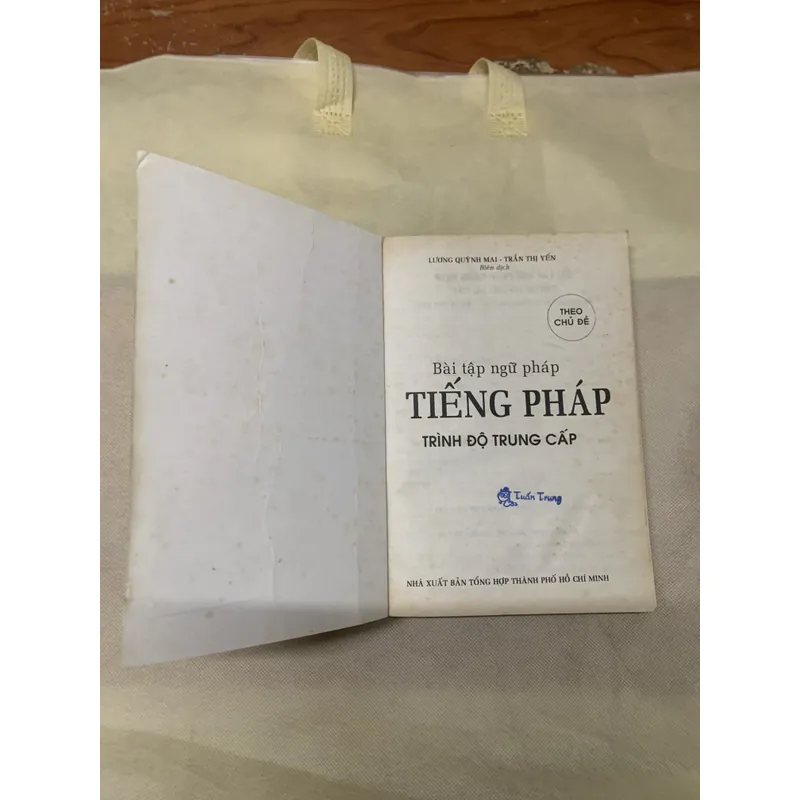 LƯƠNG QUỲNH MAI - TRẦN THỊ YẾN
Biên dịch
THEO
CHỦ ĐỀ
Bài tập ngữ pháp
TIẾNG PHÁP
TRÌNH ĐỘ TRUNG CẤP
Tuấn Trung
NHÀ XUẤT BẢN TỔNG HỢP THÀNH PHỐ HỒ CHÍ MINH